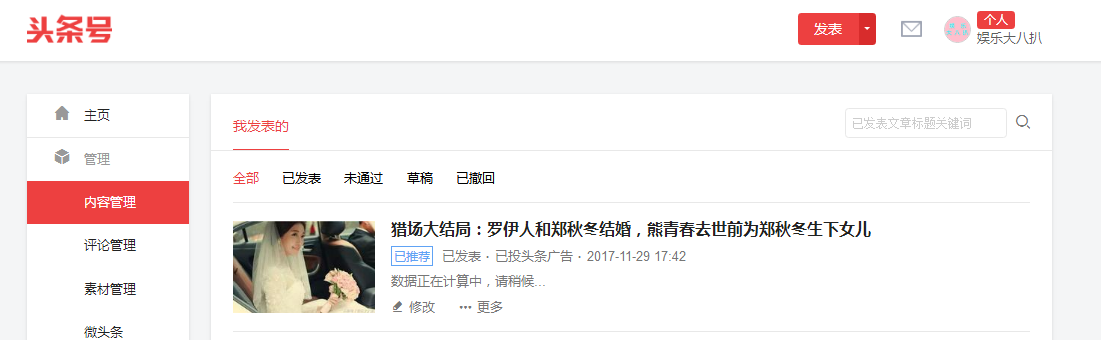 头条号
发表
个人
娱乐大八扒
主页
管理
内容管理
评论管理
素材管理
微头条
我发表的
已发表文章标题关键词
全部 已发表 未通过 草稿 已撤回
猎场大结局：罗伊人和郑秋冬结婚，熊青春去世前为郑秋冬生下女儿
已推荐 已发表 · 已投头条广告 · 2017-11-29 17:42
数据正在计算中，请稍候...
修改 ··· 更多